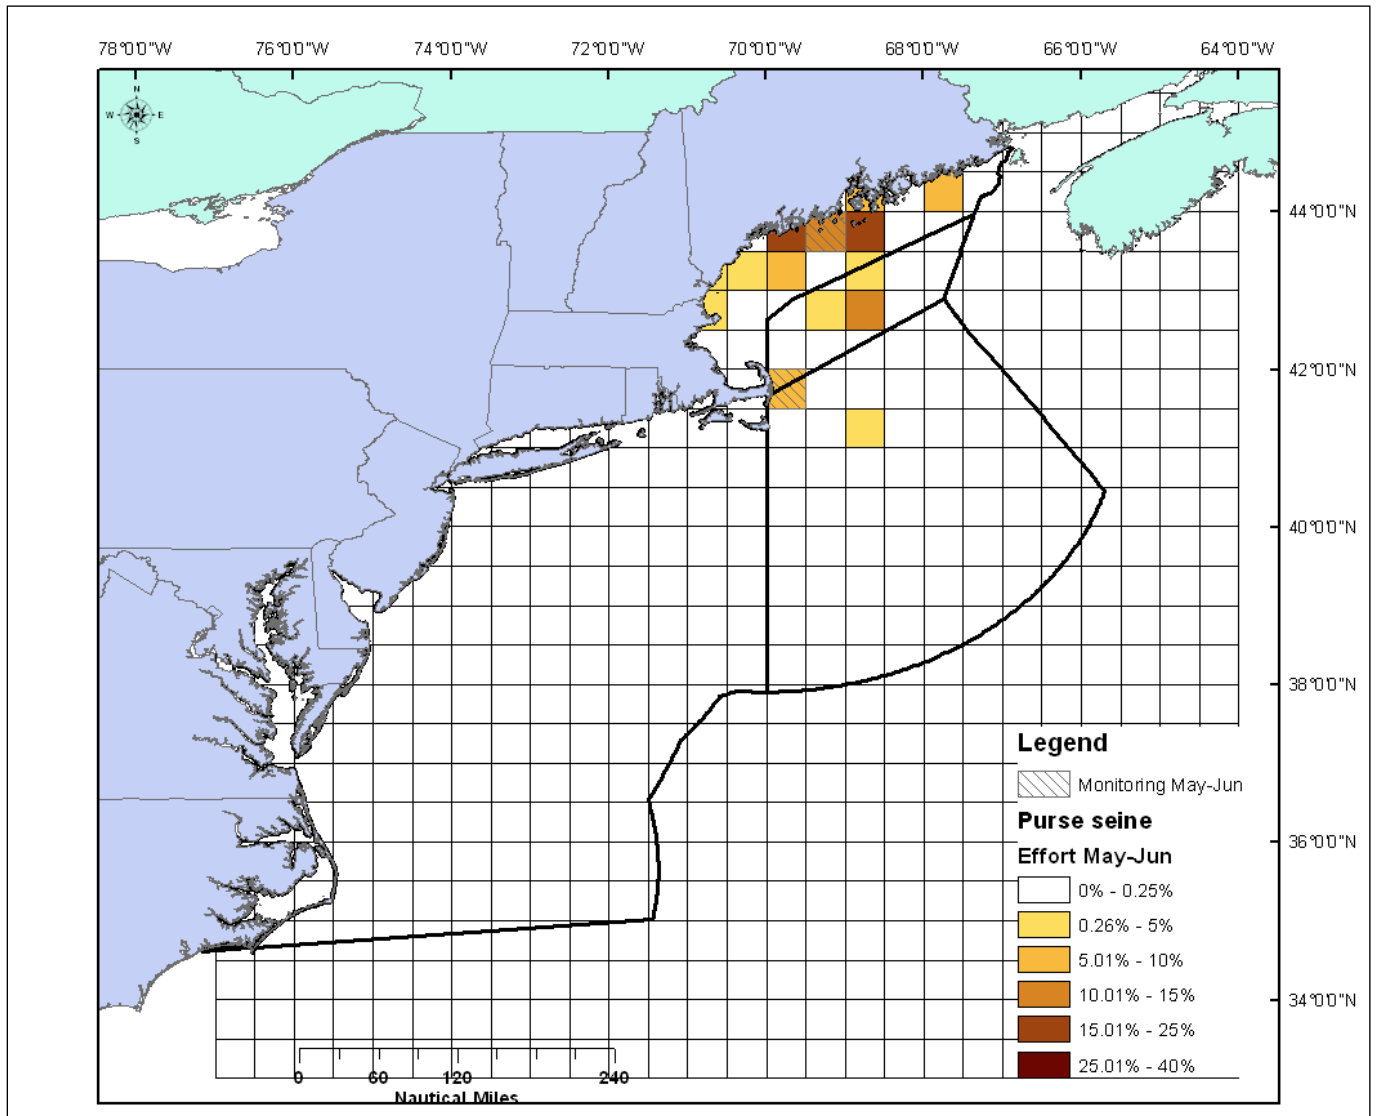 78°0'0"W 76°0'0"W 74°0'0"W 72°0'0"W 70°0'0"W 68°0'0"W 66°0'0"W 64°0'0"W
N
W E
S
44°0'0"N
42°0'0"N
40°0'0"N
38°0'0"N
36°0'0"N
34°0'0"N
Legend
Monitoring May-Jun
Purse seine
Effort May-Jun
0% - 0.25%
0.26% - 5%
5.01% - 10%
10.01% - 15%
15.01% - 25%
25.01% - 40%
0 60 120 240
Nautical Miles